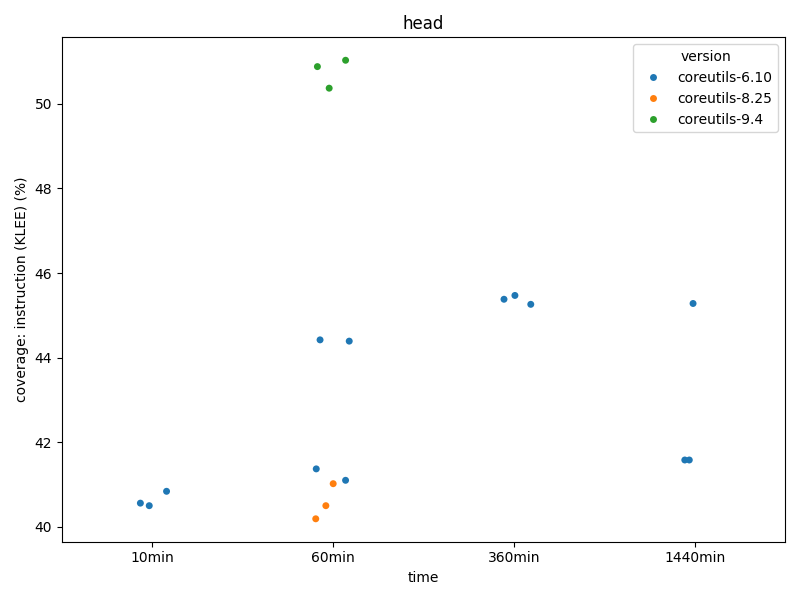 head
version
coreutils-6.10
coreutils-8.25
coreutils-9.4
coverage: instruction (KLEE) (%)
50
48
46
44
42
40
10min
60min
360min
1440min
time